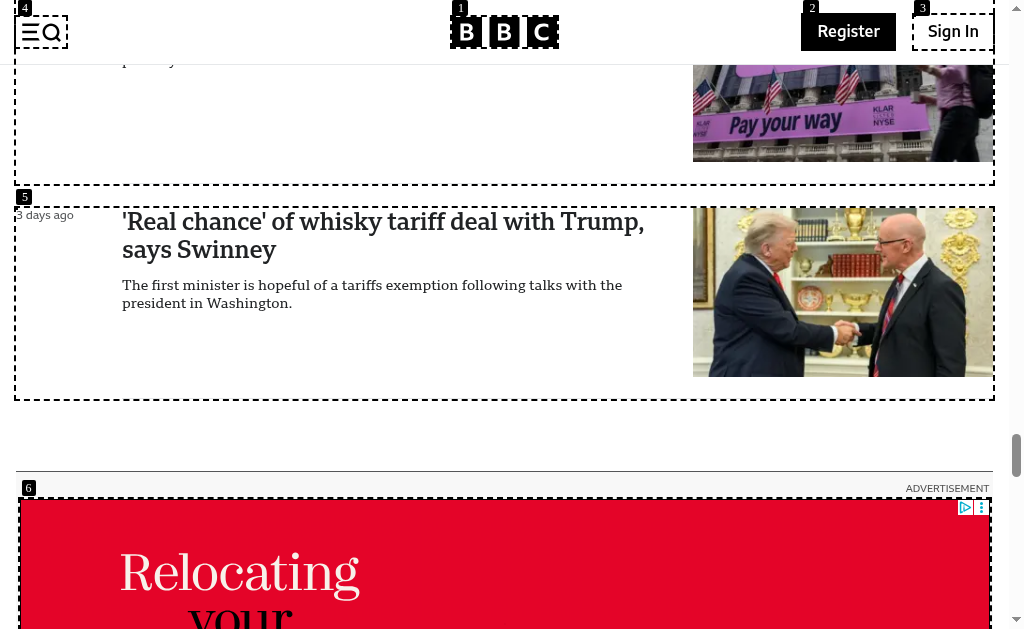 4
1
2
3
BBC
Register
Sign In
Pay your way
KLAR
NYSE
5
3 days ago
'Real chance' of whisky tariff deal with Trump,
says Swinney
The first minister is hopeful of a tariffs exemption following talks with the
president in Washington.
6
ADVERTISEMENT
Relocating
your